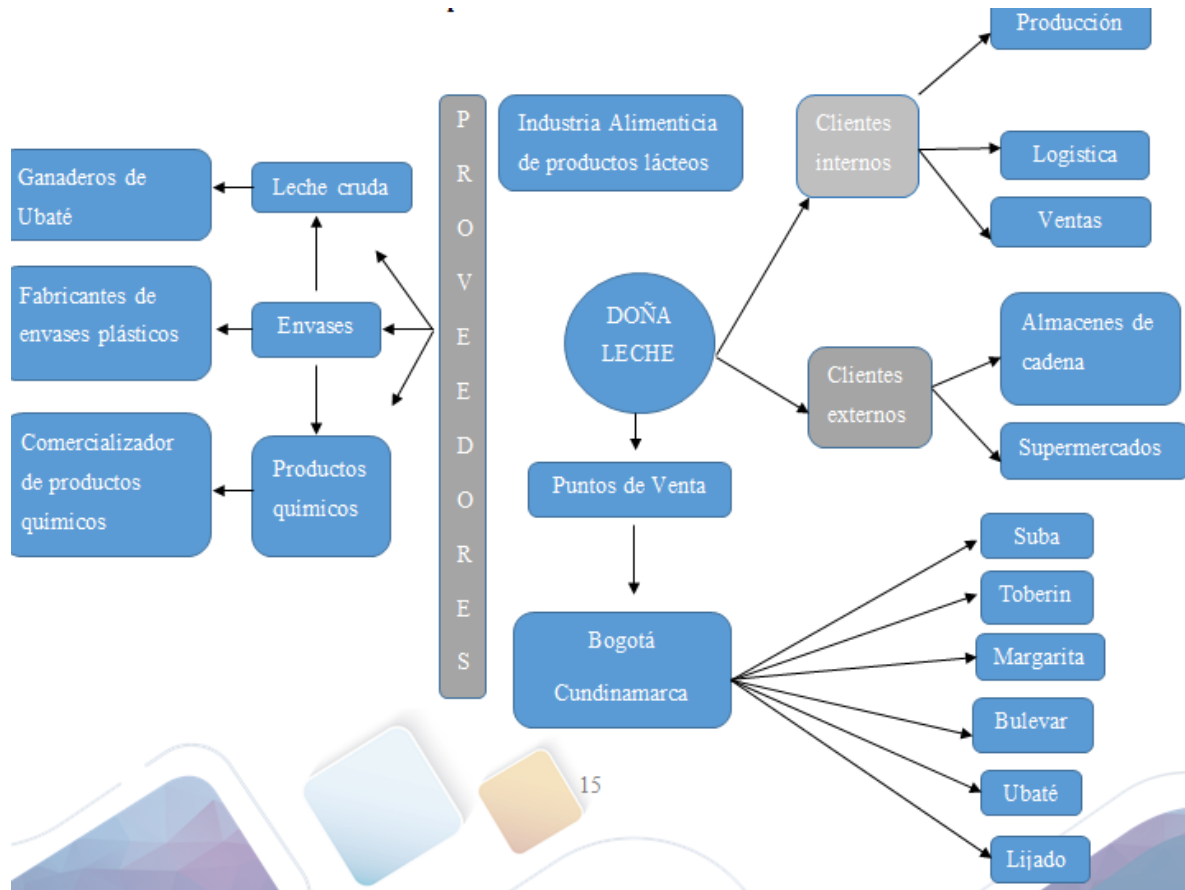 Producción
P
R
O
V
E
E
D
O
R
E
S
Industria Alimenticia
de productos lácteos
Clientes
internos
Logistica
Ventas
Ganaderos de
Ubaté
Leche cruda
Fabricantes de
envases plásticos
Envases
Comercializador
de productos
quimicos
Productos
quimicos
DOÑA
LECHE
Clientes
externos
Almacenes de
cadena
Supermercados
Puntos de Venta
Bogotá
Cundinamarca
Suba
Toberin
Margarita
Bulevar
Ubaté
Lijado
15